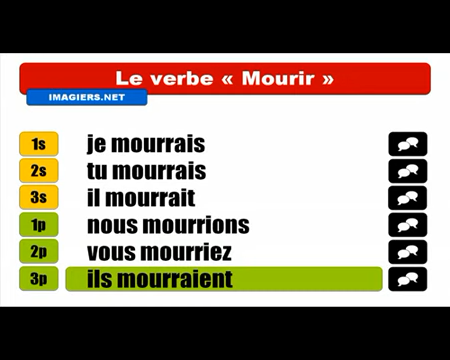 Le verbe « Mourir »
IMAGIERS.NET
1s je mourrais
2s tu mourrais
3s il mourrait
1p nous mourrions
2p vous mourriez
3p ils mourraient